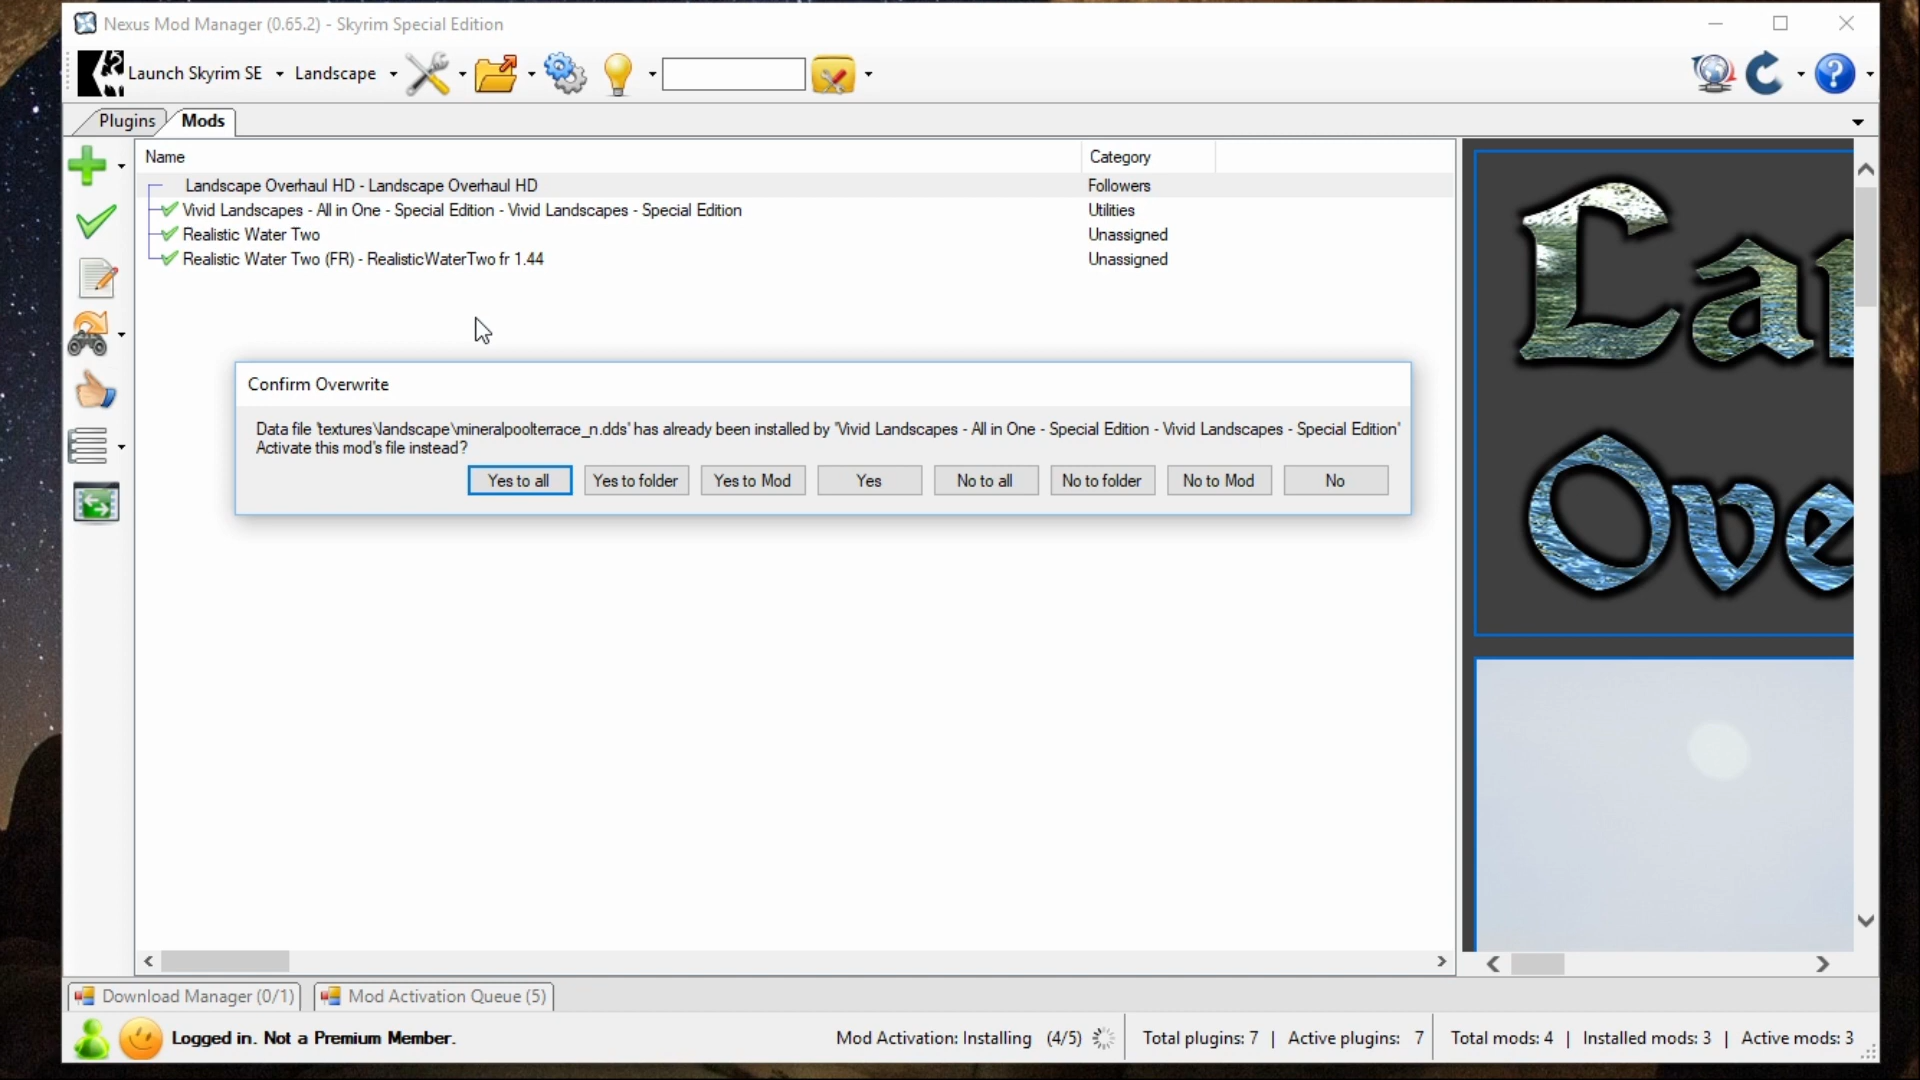 Nexus Mod Manager (0.65.2) - Skyrim Special Edition
Launch Skyrim SE Landscape
Plugins Mods
Name Category
Landscape Overhaul HD - Landscape Overhaul HD Followers
Vivid Landscapes - All in One - Special Edition - Vivid Landscapes - Special Edition Utilities
Realistic Water Two Unassigned
Realistic Water Two (FR) - RealisticWaterTwo fr 1.44 Unassigned
Lan
Confirm Overwrite
Data file 'textures\landscape\mineralpoolterrace_n.dds' has already been installed by 'Vivid Landscapes - All in One - Special Edition - Vivid Landscapes - Special Edition'
Activate this mod's file instead?
Yes to all Yes to folder Yes to Mod Yes No to all No to folder No to Mod No
Ove
Download Manager (0/1) Mod Activation Queue (5)
Logged in. Not a Premium Member. Mod Activation: Installing (4/5) Total plugins: 7 | Active plugins: 7 Total mods: 4 | Installed mods: 3 | Active mods: 3